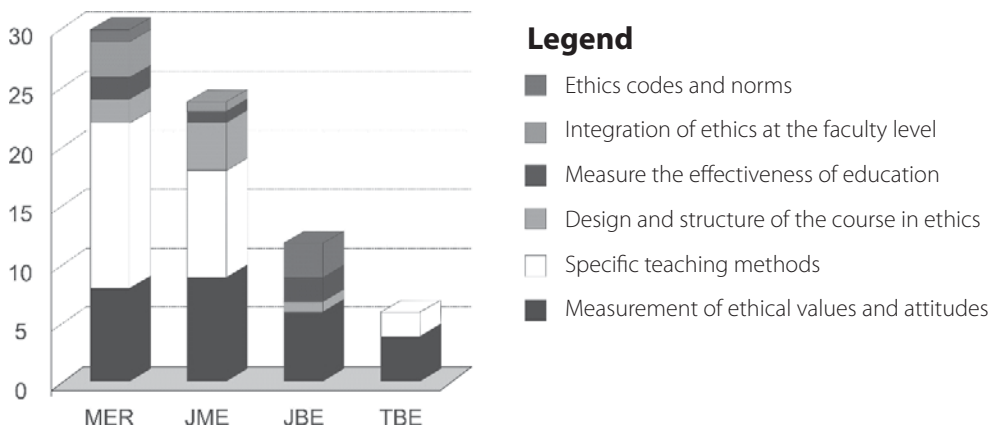 30
25
20
15
10
5
0
MER JME JBE TBE
Legend
Ethics codes and norms
Integration of ethics at the faculty level
Measure the effectiveness of education
Design and structure of the course in ethics
Specific teaching methods
Measurement of ethical values and attitudes